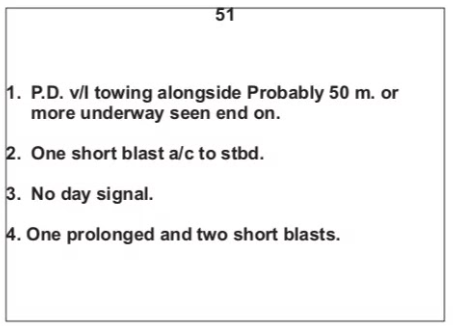 51
1. P.D. v/l towing alongside Probably 50 m. or
more underway seen end on.
2. One short blast a/c to stbd.
3. No day signal.
4. One prolonged and two short blasts.